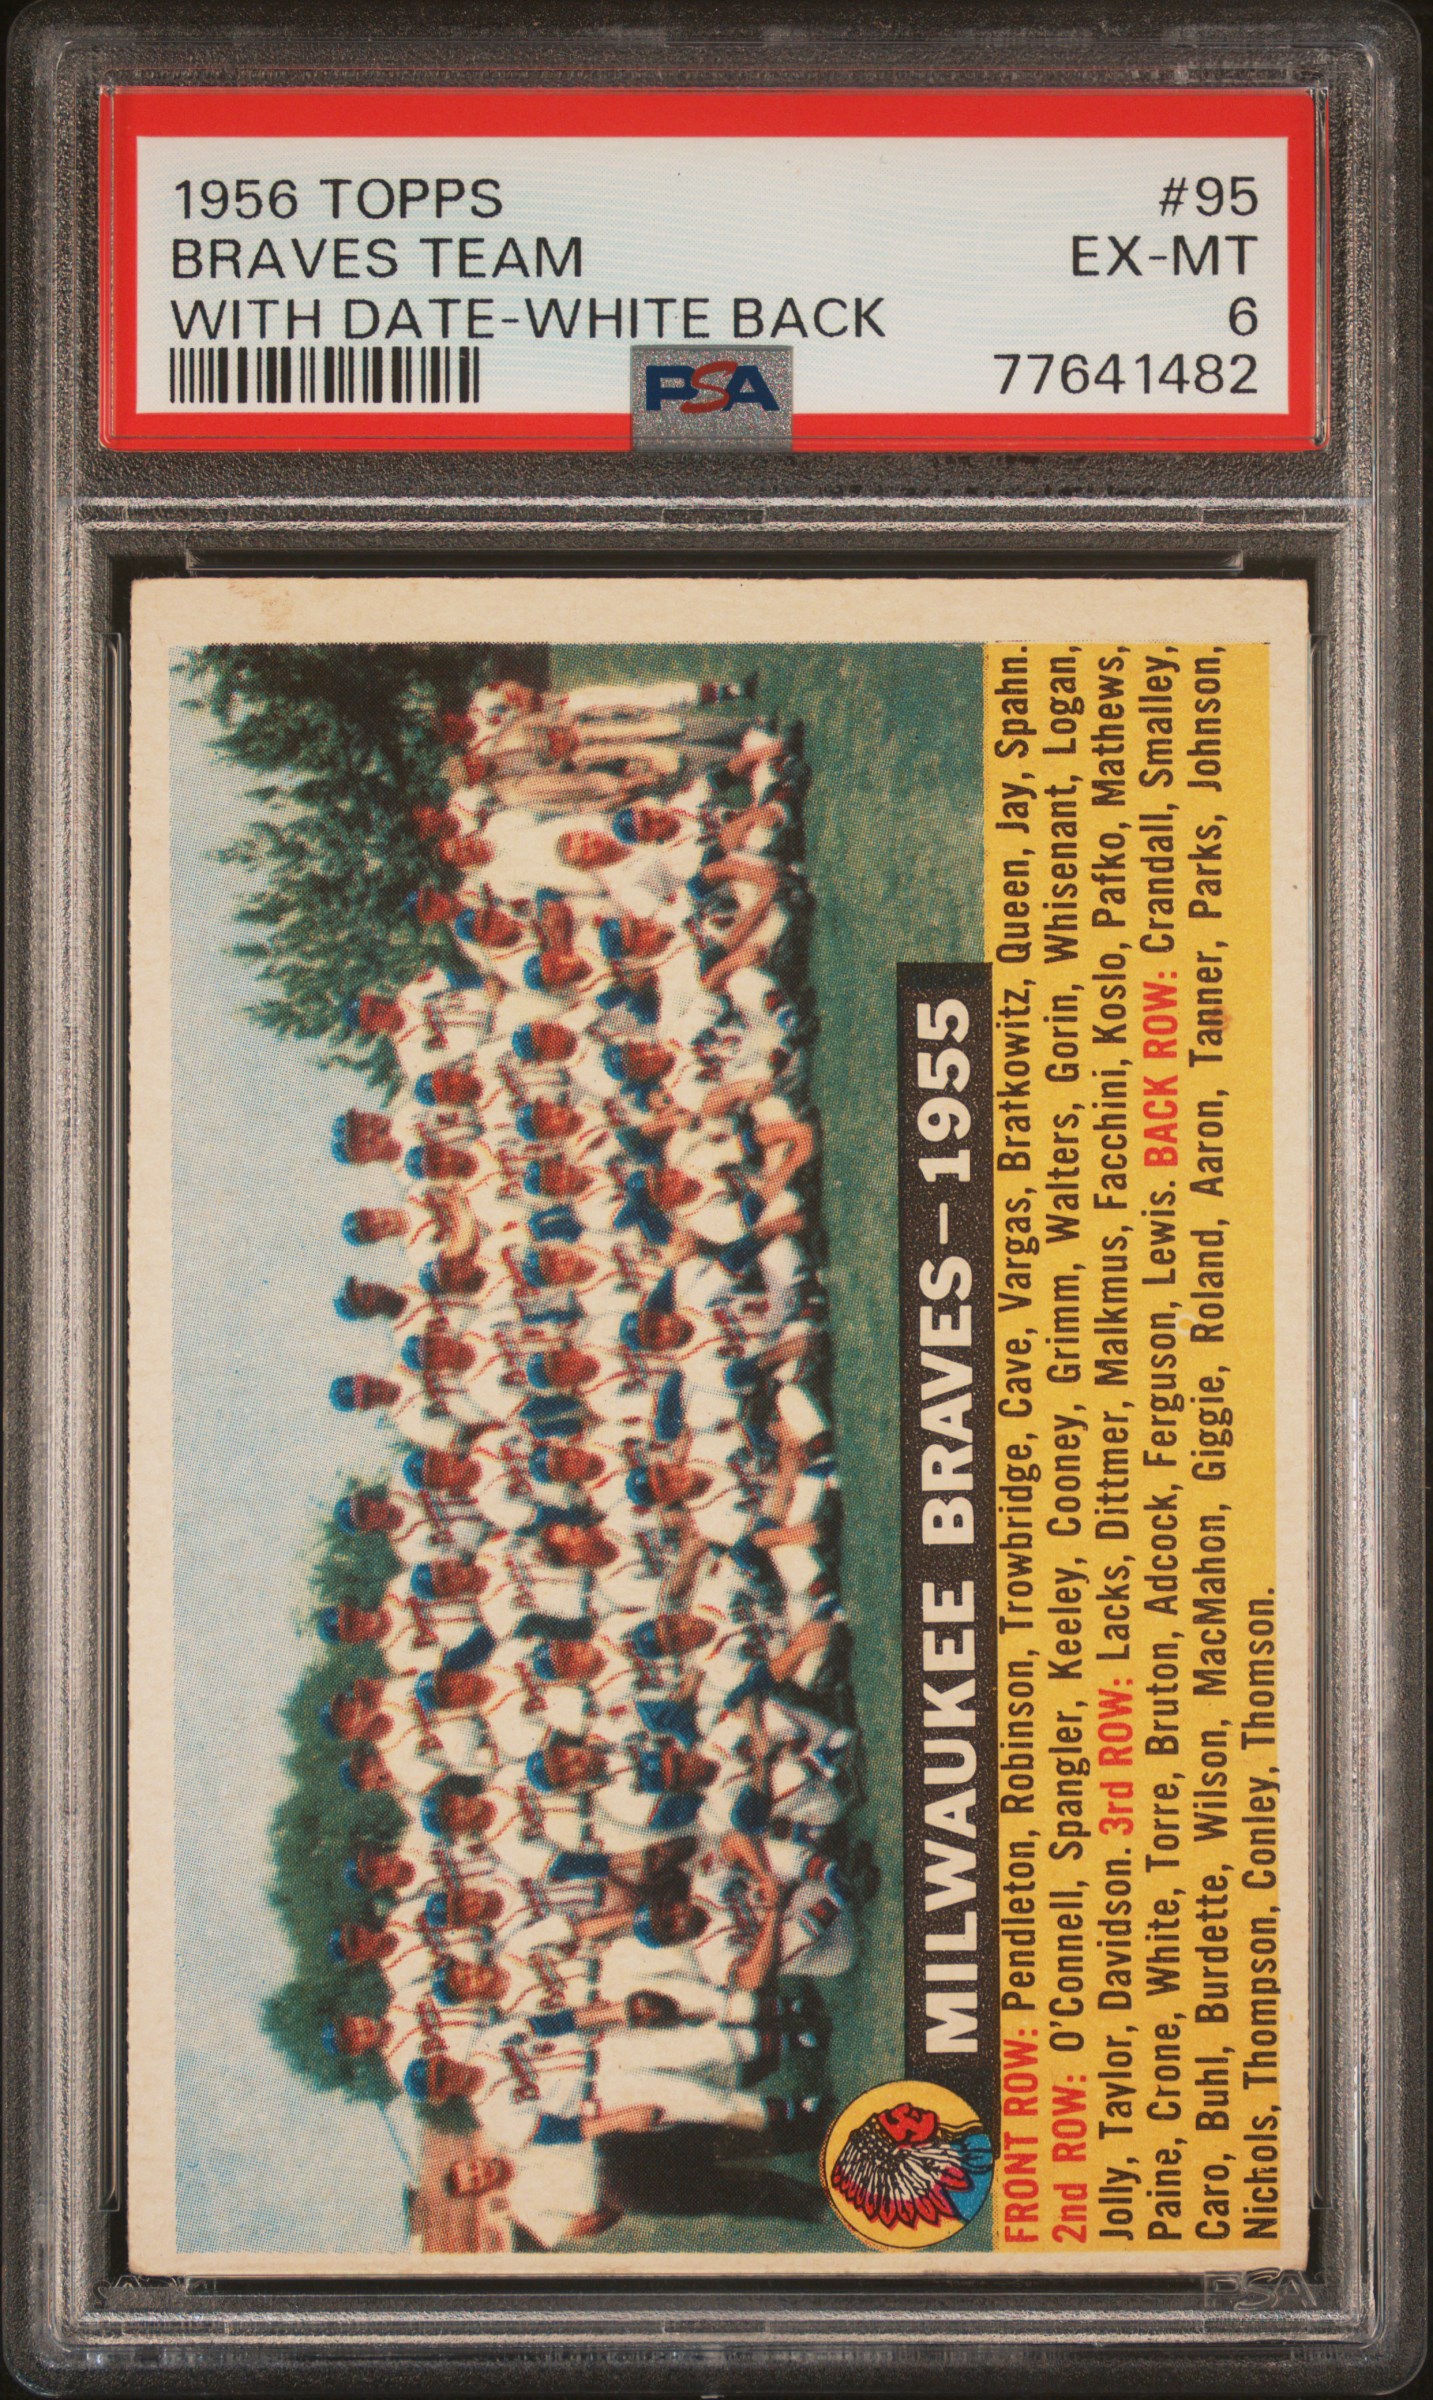 1956 TOPPS #95
BRAVES TEAM EX-MT
WITH DATE-WHITE BACK 6
PSA 77641482
MILWAUKEE BRAVES-1955
FRONT ROW: Pendleton, Robinson, Trowbridge, Cave, Vargas, Bratkowitz, Queen, Jay, Spahn.
2nd ROW: O'Connell, Spangler, Keeley, Cooney, Grimm, Walters, Gorin, Whisenant, Logan,
Jolly, Taylor, Davidson. 3rd ROW: Lacks, Dittmer, Malkmus, Facchini, Koslo, Pafko, Mathews,
Paine, Crone, White, Torre, Bruton, Adcock, Ferguson, Lewis. BACK ROW: Crandall, Smalley,
Caro, Buhl, Burdette, Wilson, MacMahon, Giggie, Roland, Aaron, Tanner, Parks, Johnson,
Nichols, Thompson, Conley, Thomson.
PSA